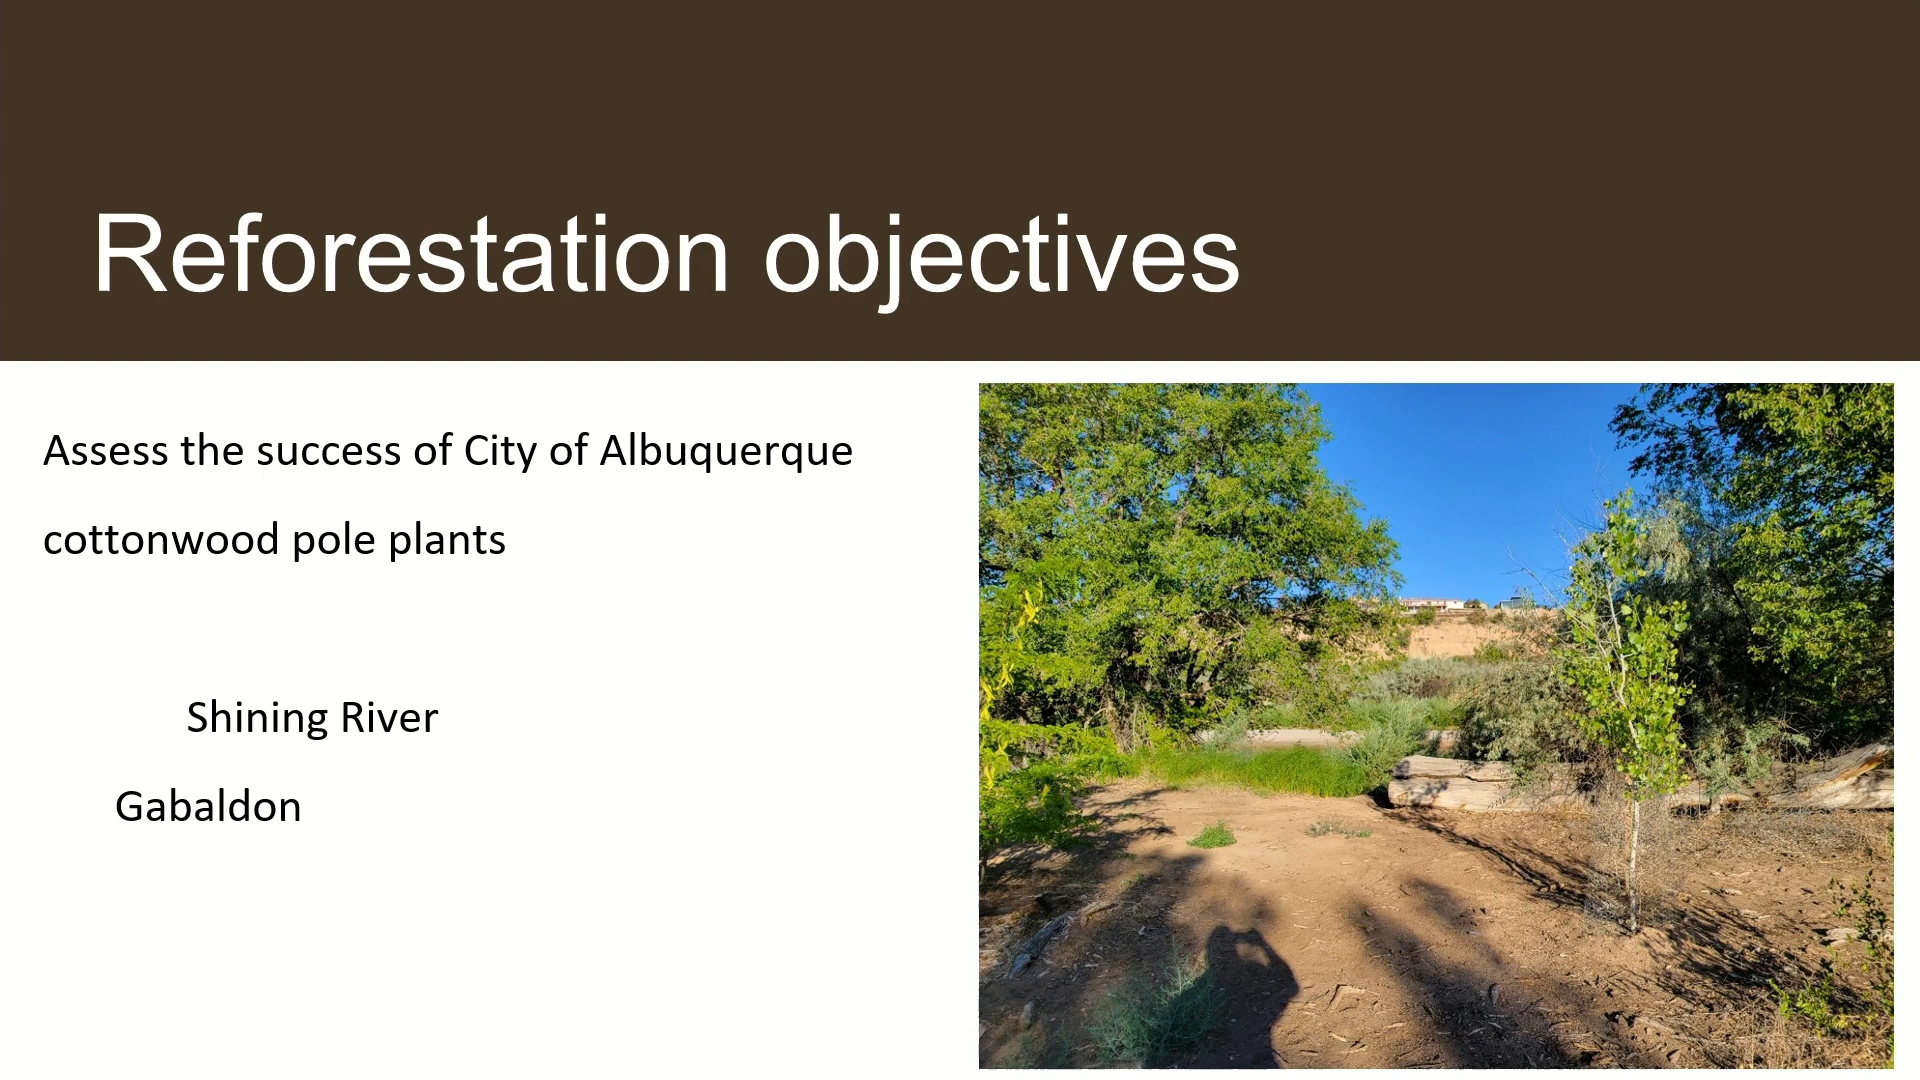 Reforestation objectives
Assess the success of City of Albuquerque
cottonwood pole plants
Shining River
Gabaldon